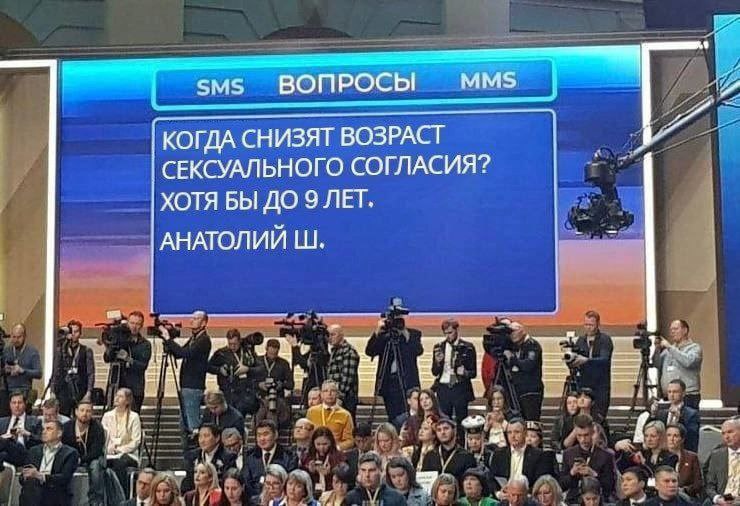 SMS ВОПРОСЫ MMS
КОГДА СНИЗЯТ ВОЗРАСТ
СЕКСУАЛЬНОГО СОГЛАСИЯ?
ХОТЯ БЫ ДО 9 ЛЕТ.
АНАТОЛИЙ Ш.